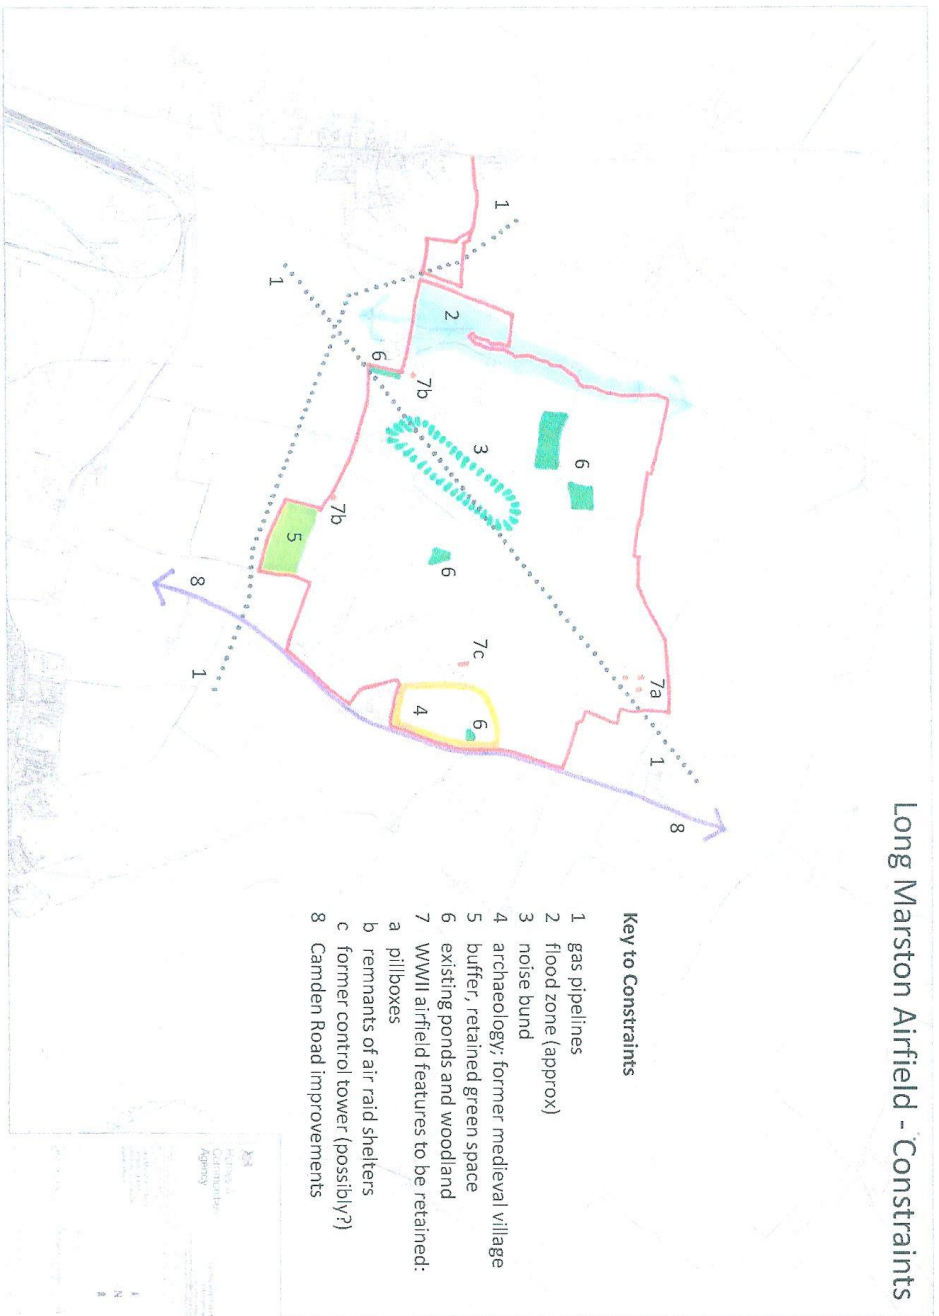 Long Marston Airfield - Constraints
8
7a
1
6
1
3
7c
6
2
6
7b
4
6
7b
5
1
8
1
Key to Constraints
1 gas pipelines
2 flood zone (approx)
3 noise bund
4 archaeology; former medieval village
5 buffer, retained green space
6 existing ponds and woodland
7 WWII airfield features to be retained:
a pillboxes
b remnants of air raid shelters
c former control tower (possibly?)
8 Camden Road improvements
Agency
N